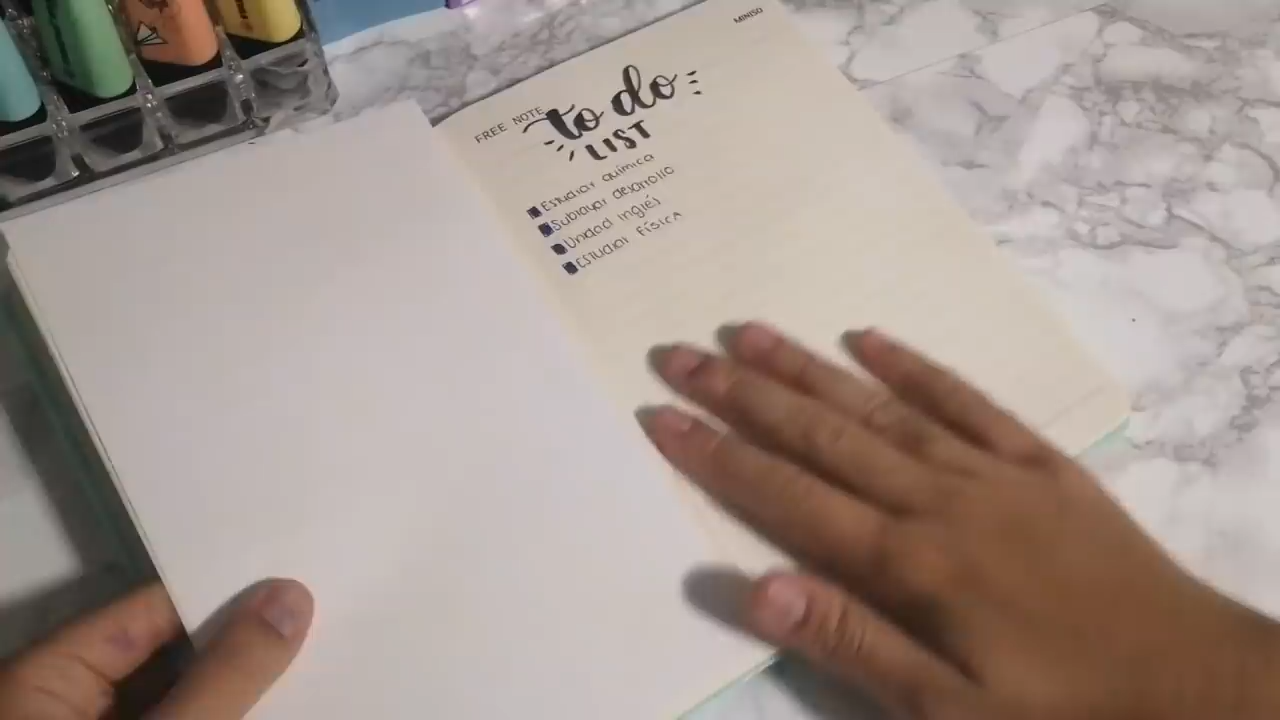 MINISO
FREE NOTE
to do
LIST
Estudiar química
Subrayar desarrollo
Unidad Inglés
Estudiar Física